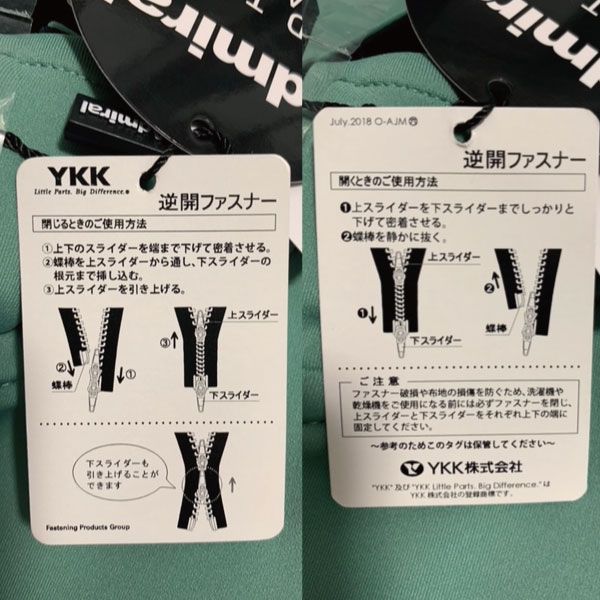 dmiral
admiral
YKK
Little Parts. Big Difference.®
逆開ファスナー
閉じるときのご使用方法
①上下のスライダーを端まで下げて密着させる。
②蝶棒を上スライダーから通し、下スライダーの
根元まで挿し込む。
③上スライダーを引き上げる。
上スライダー
③
②
蝶棒
①
下スライダー
下スライダーも
引き上げることが
できます
Fastening Products Group
dmiral
July.2018 O-AJM
逆開ファスナー
開くときのご使用方法
❶上スライダーを下スライダーまでしっかりと
下げて密着させる。
❷蝶棒を静かに抜く。
上スライダー
❷
❶
下スライダー
蝶棒
ご注意
ファスナー破損や布地の損傷を防ぐため、洗濯機や
乾燥機をご使用になる前には必ずファスナーを閉じ、
上スライダーと下スライダーをそれぞれ上下の端に
固定してください。
〜参考のためこのタグは保管してください〜
YKK株式会社
"YKK" 及び "YKK Little Parts. Big Difference." は
YKK 株式会社の登録商標です。